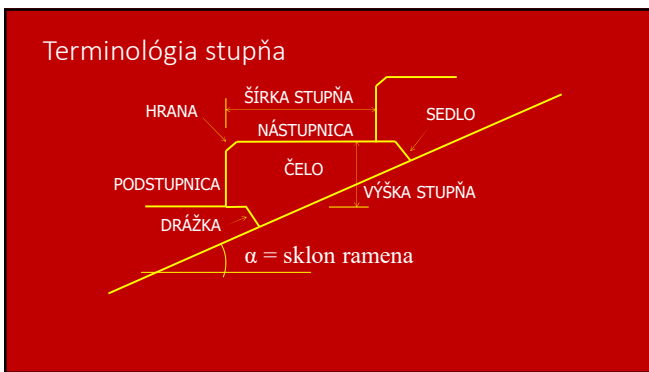 Terminológia stupňa
ŠÍRKA STUPŇA
HRANA
SEDLO
NÁSTUPNICA
ČELO
PODSTUPNICA
VÝŠKA STUPŇA
DRÁŽKA
α = sklon ramena